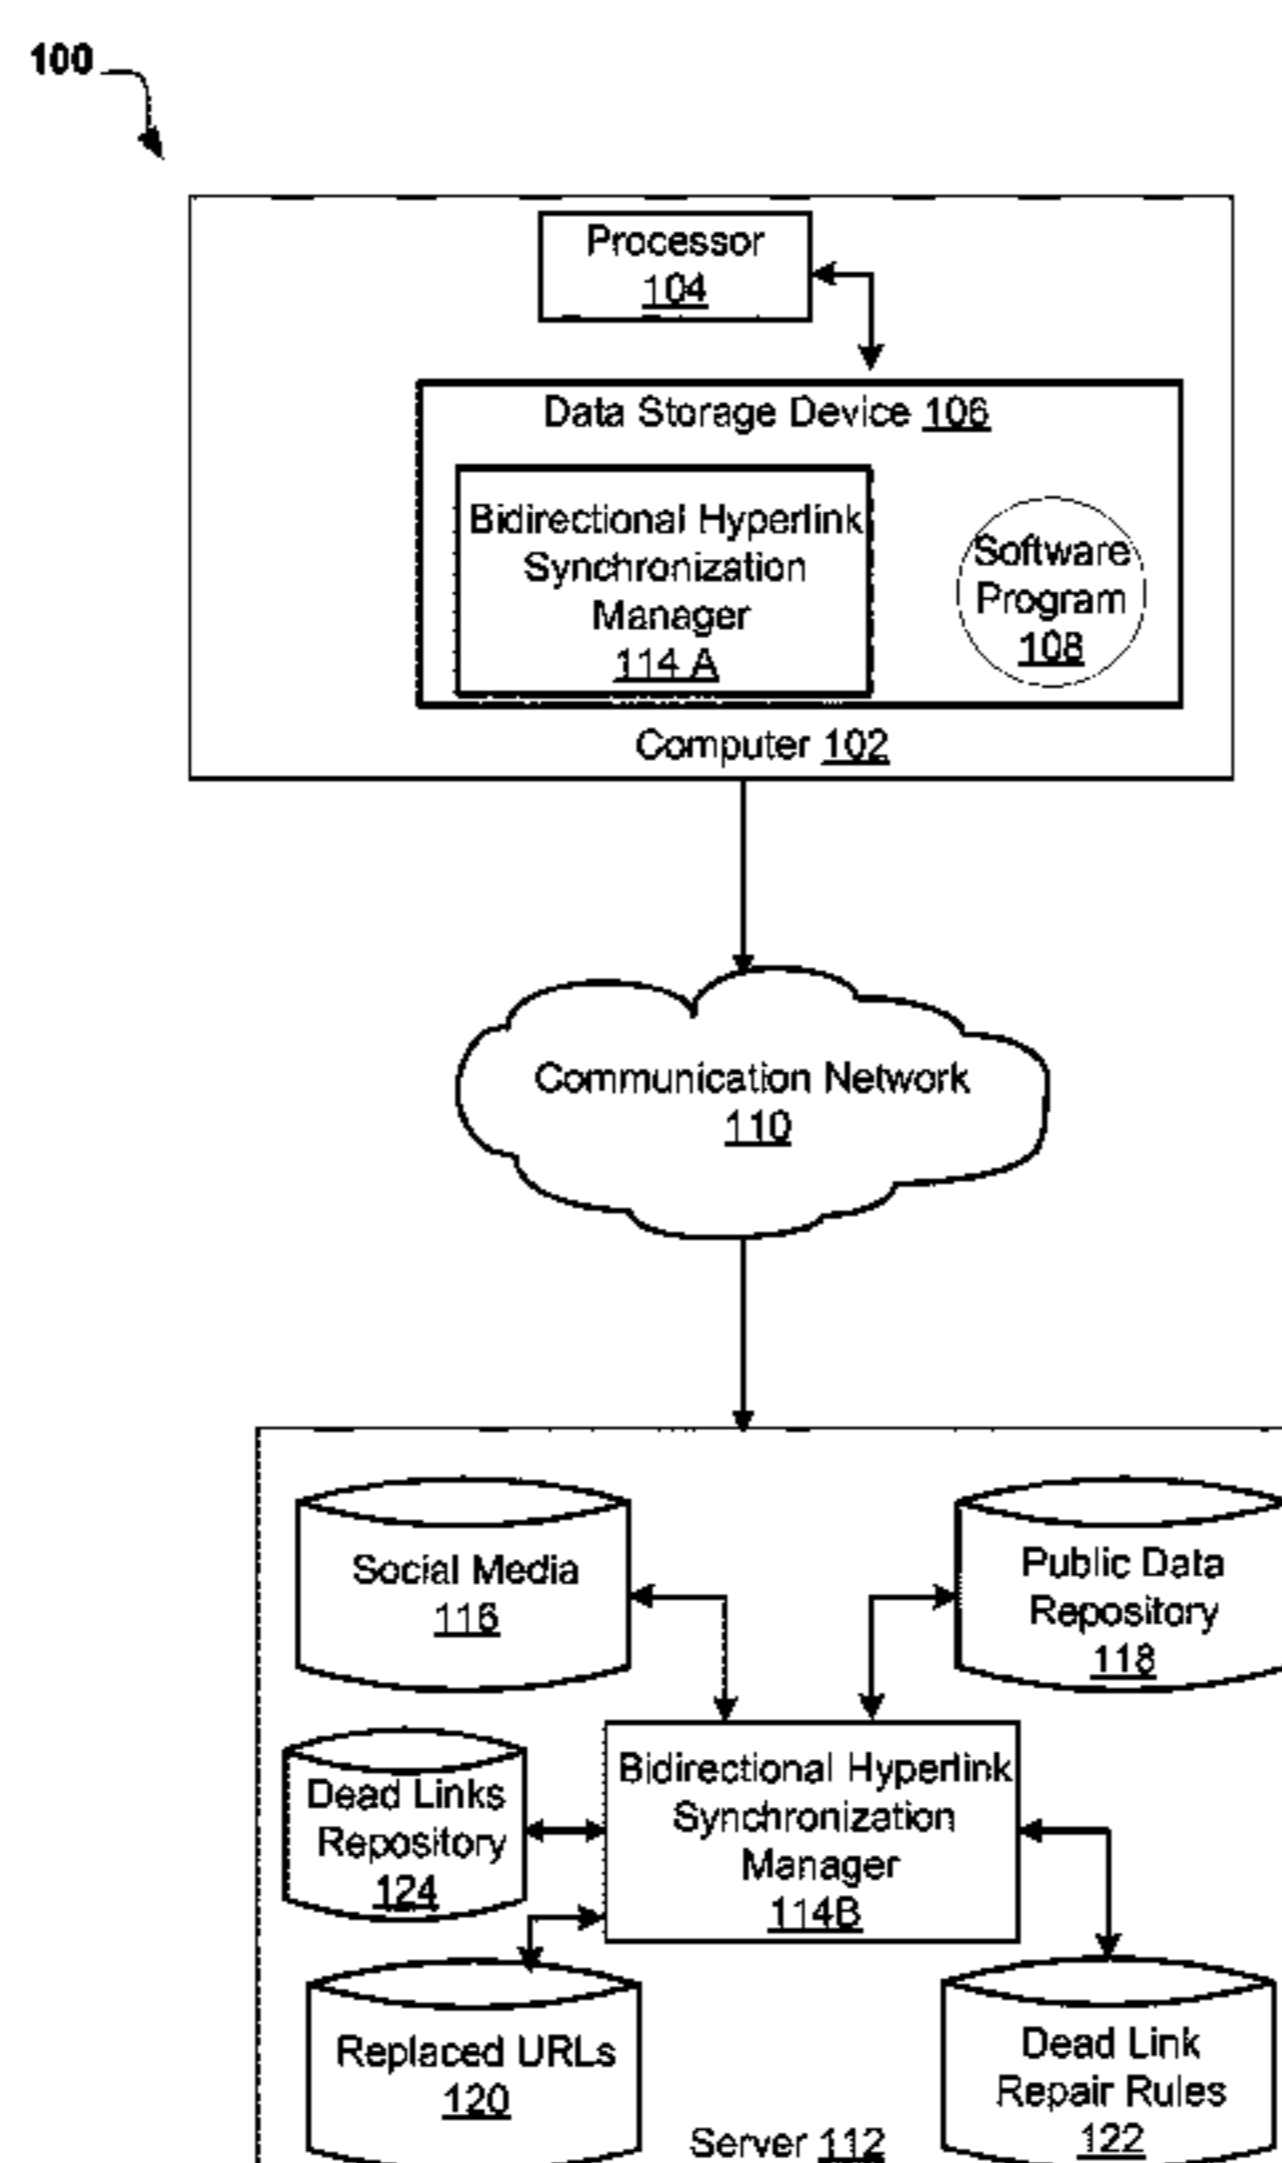 100
Processor
104
Data Storage Device 106
Bidirectional Hyperlink
Synchronization
Manager
114 A
Software
Program
108
Computer 102
Communication Network
110
Social Media
116
Public Data
Repository
118
Dead Links
Repository
124
Bidirectional Hyperlink
Synchronization
Manager
114B
Replaced URLs
120
Dead Link
Repair Rules
122
Server 112